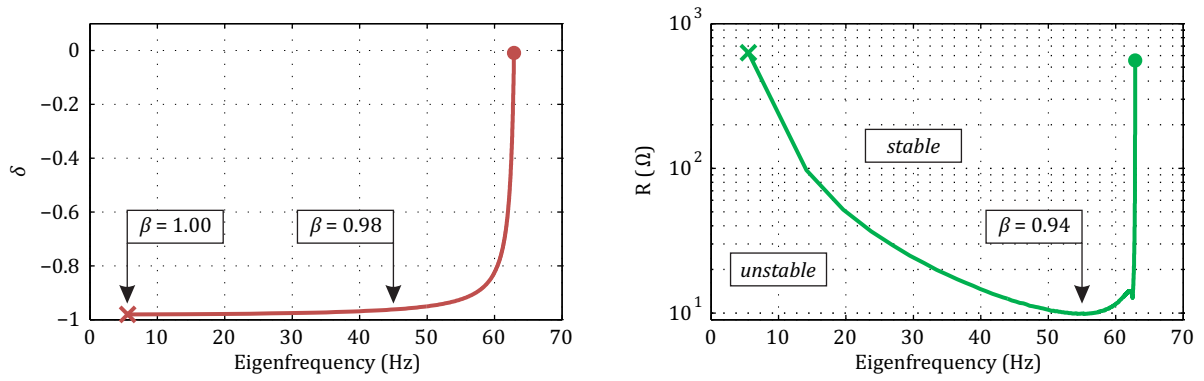 0
−0.2
−0.4
−0.6
−0.8
−1
δ
β = 1.00
β = 0.98
0 10 20 30 40 50 60 70
Eigenfrequency (Hz)
10³
10²
10¹
R (Ω)
stable
unstable
β = 0.94
0 10 20 30 40 50 60 70
Eigenfrequency (Hz)